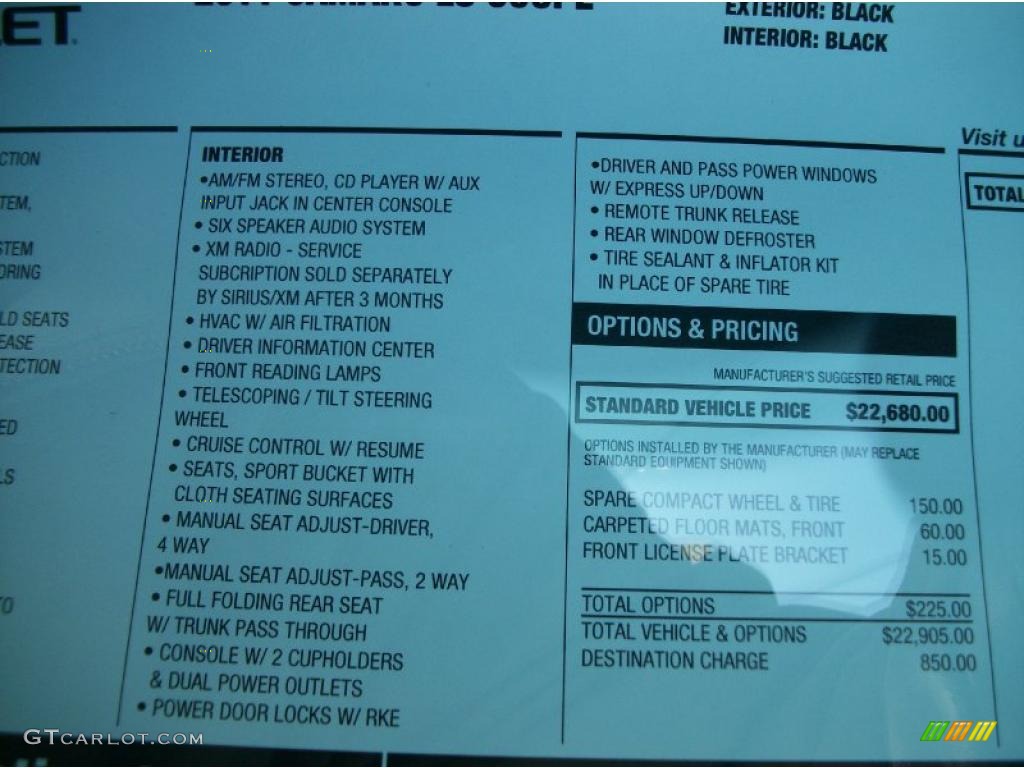 LET
2011 CAMARO LS COUPE
EXTERIOR: BLACK
INTERIOR: BLACK
CTION
TEM,
STEM
ORING
LD SEATS
EASE
TECTION
ED
LS
TO
INTERIOR
•AM/FM STEREO, CD PLAYER W/ AUX
INPUT JACK IN CENTER CONSOLE
• SIX SPEAKER AUDIO SYSTEM
• XM RADIO - SERVICE
SUBCRIPTION SOLD SEPARATELY
BY SIRIUS/XM AFTER 3 MONTHS
• HVAC W/ AIR FILTRATION
• DRIVER INFORMATION CENTER
• FRONT READING LAMPS
• TELESCOPING / TILT STEERING
WHEEL
• CRUISE CONTROL W/ RESUME
• SEATS, SPORT BUCKET WITH
CLOTH SEATING SURFACES
• MANUAL SEAT ADJUST-DRIVER,
4 WAY
•MANUAL SEAT ADJUST-PASS, 2 WAY
• FULL FOLDING REAR SEAT
W/ TRUNK PASS THROUGH
• CONSOLE W/ 2 CUPHOLDERS
& DUAL POWER OUTLETS
• POWER DOOR LOCKS W/ RKE
•DRIVER AND PASS POWER WINDOWS
W/ EXPRESS UP/DOWN
• REMOTE TRUNK RELEASE
• REAR WINDOW DEFROSTER
• TIRE SEALANT & INFLATOR KIT
IN PLACE OF SPARE TIRE
OPTIONS & PRICING
MANUFACTURER'S SUGGESTED RETAIL PRICE
STANDARD VEHICLE PRICE $22,680.00
OPTIONS INSTALLED BY THE MANUFACTURER (MAY REPLACE
STANDARD EQUIPMENT SHOWN)
SPARE COMPACT WHEEL & TIRE 150.00
CARPETED FLOOR MATS, FRONT 60.00
FRONT LICENSE PLATE BRACKET 15.00
TOTAL OPTIONS $225.00
TOTAL VEHICLE & OPTIONS $22,905.00
DESTINATION CHARGE 850.00
Visit u
TOTAL
GTCARLOT.COM